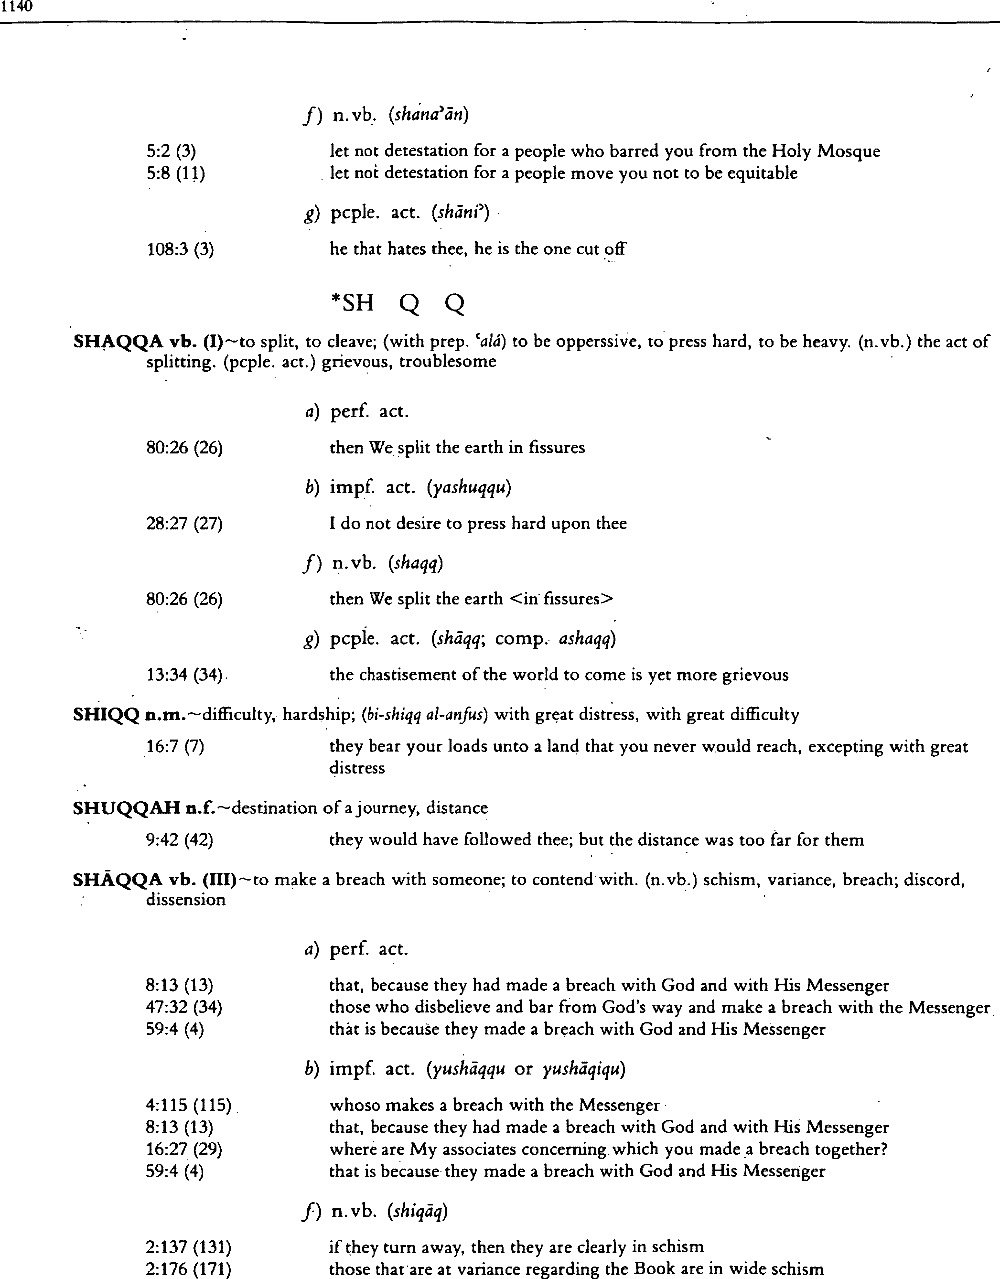 1140
f) n.vb. (shanaʾān)
5:2 (3) let not detestation for a people who barred you from the Holy Mosque
5:8 (11) let not detestation for a people move you not to be equitable
g) pcple. act. (shāniʾ)
108:3 (3) he that hates thee, he is the one cut off
*SH Q Q
SHAQQA vb. (I)~to split, to cleave; (with prep. ʿalá) to be opperssive, to press hard, to be heavy. (n.vb.) the act of
splitting. (pcple. act.) grievous, troublesome
a) perf. act.
80:26 (26) then We split the earth in fissures
b) impf. act. (yashuqqu)
28:27 (27) I do not desire to press hard upon thee
f) n.vb. (shaqq)
80:26 (26) then We split the earth <in fissures>
g) pcple. act. (shāqq; comp. ashaqq)
13:34 (34) the chastisement of the world to come is yet more grievous
SHIQQ n.m.~difficulty, hardship; (bi-shiqq al-anfus) with great distress, with great difficulty
16:7 (7) they bear your loads unto a land that you never would reach, excepting with great
distress
SHUQQAH n.f.~destination of a journey, distance
9:42 (42) they would have followed thee; but the distance was too far for them
SHĀQQA vb. (III)~to make a breach with someone; to contend with. (n.vb.) schism, variance, breach; discord,
dissension
a) perf. act.
8:13 (13) that, because they had made a breach with God and with His Messenger
47:32 (34) those who disbelieve and bar from God's way and make a breach with the Messenger
59:4 (4) that is because they made a breach with God and His Messenger
b) impf. act. (yushāqqu or yushāqiqu)
4:115 (115) whoso makes a breach with the Messenger
8:13 (13) that, because they had made a breach with God and with His Messenger
16:27 (29) where are My associates concerning which you made a breach together?
59:4 (4) that is because they made a breach with God and His Messenger
f) n.vb. (shiqāq)
2:137 (131) if they turn away, then they are clearly in schism
2:176 (171) those that are at variance regarding the Book are in wide schism